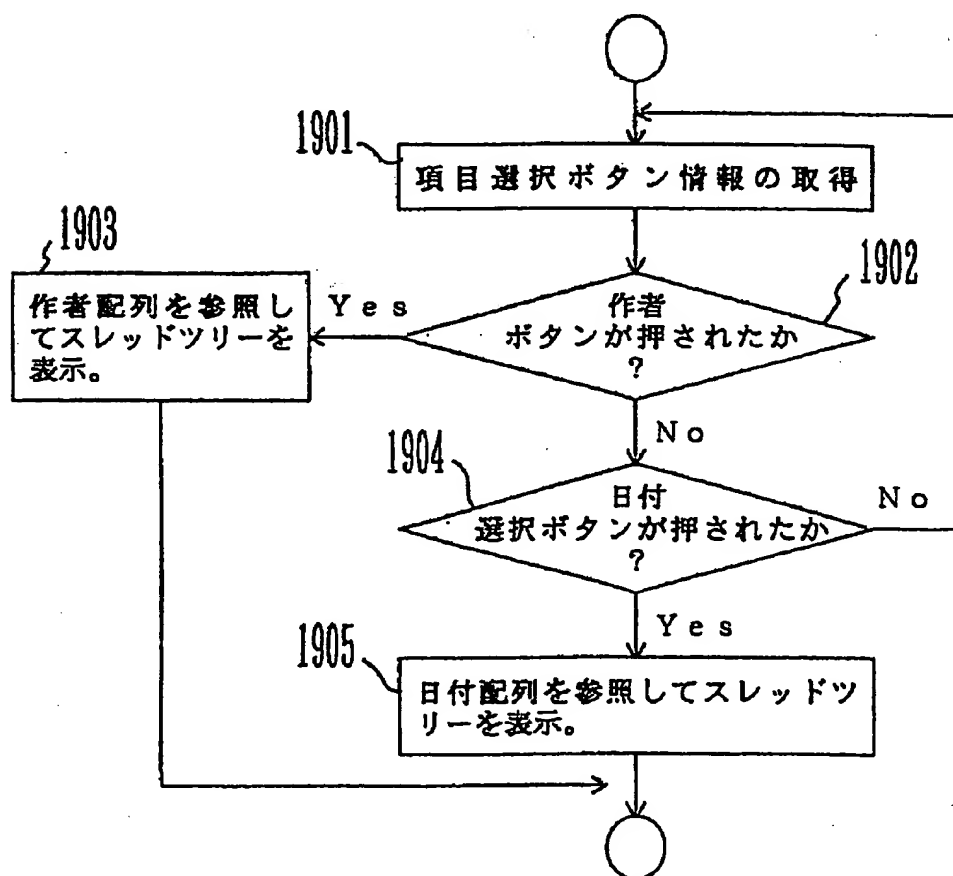 1901
項目選択ボタン情報の取得
1903
作者配列を参照し
てスレッドツリーを
表示。
Yes
1902
作者
ボタンが押されたか
?
No
1904
日付
選択ボタンが押されたか
?
No
Yes
1905
日付配列を参照してスレッドツ
リーを表示。